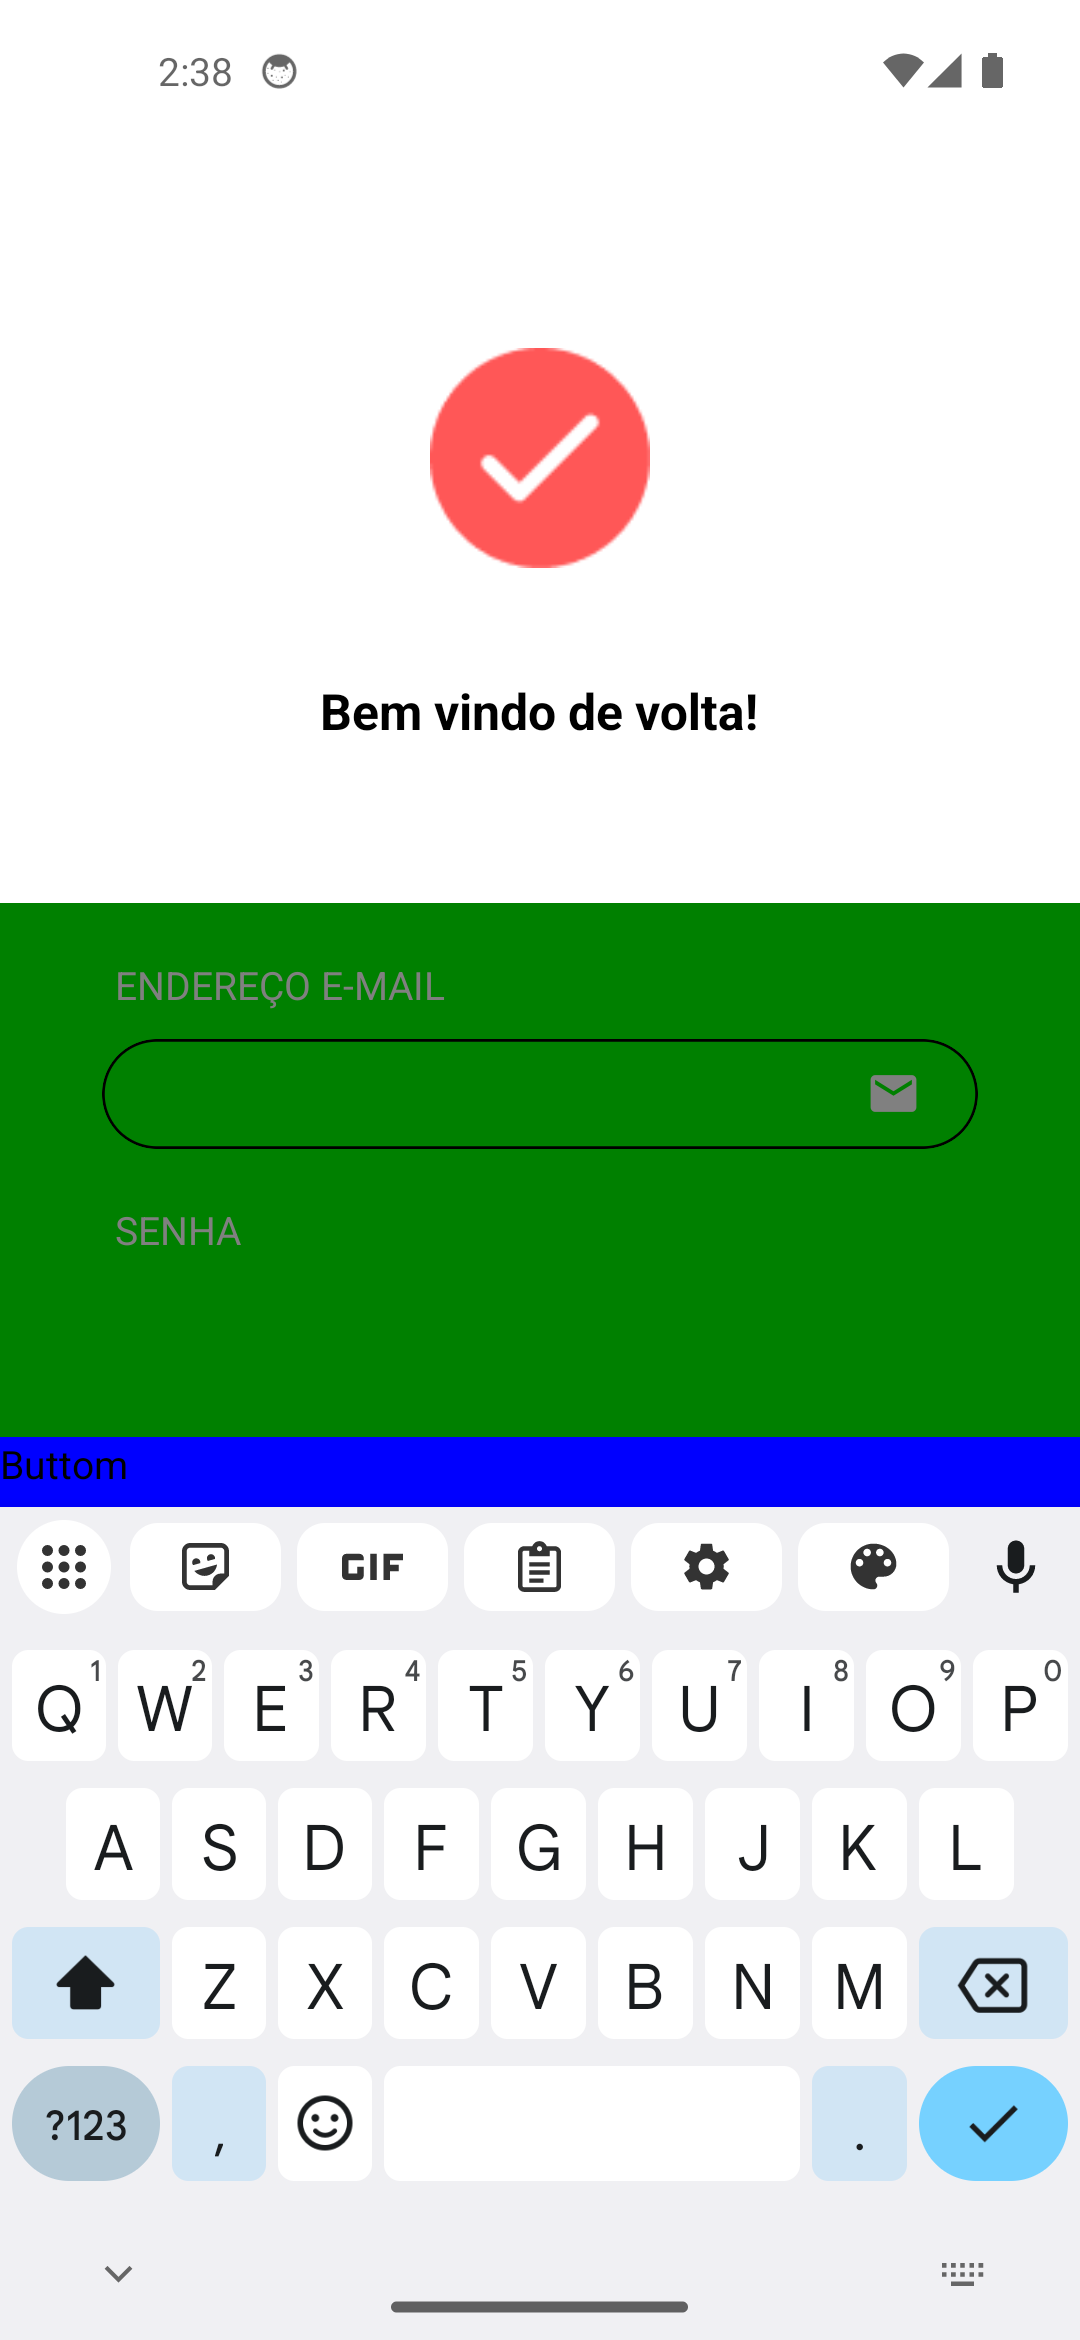 2:38
Bem vindo de volta!
ENDEREÇO E-MAIL
SENHA
Buttom
GIF
Q 1 W 2 E 3 R 4 T 5 Y 6 U 7 I 8 O 9 P 0
A S D F G H J K L
Z X C V B N M
?123 , .